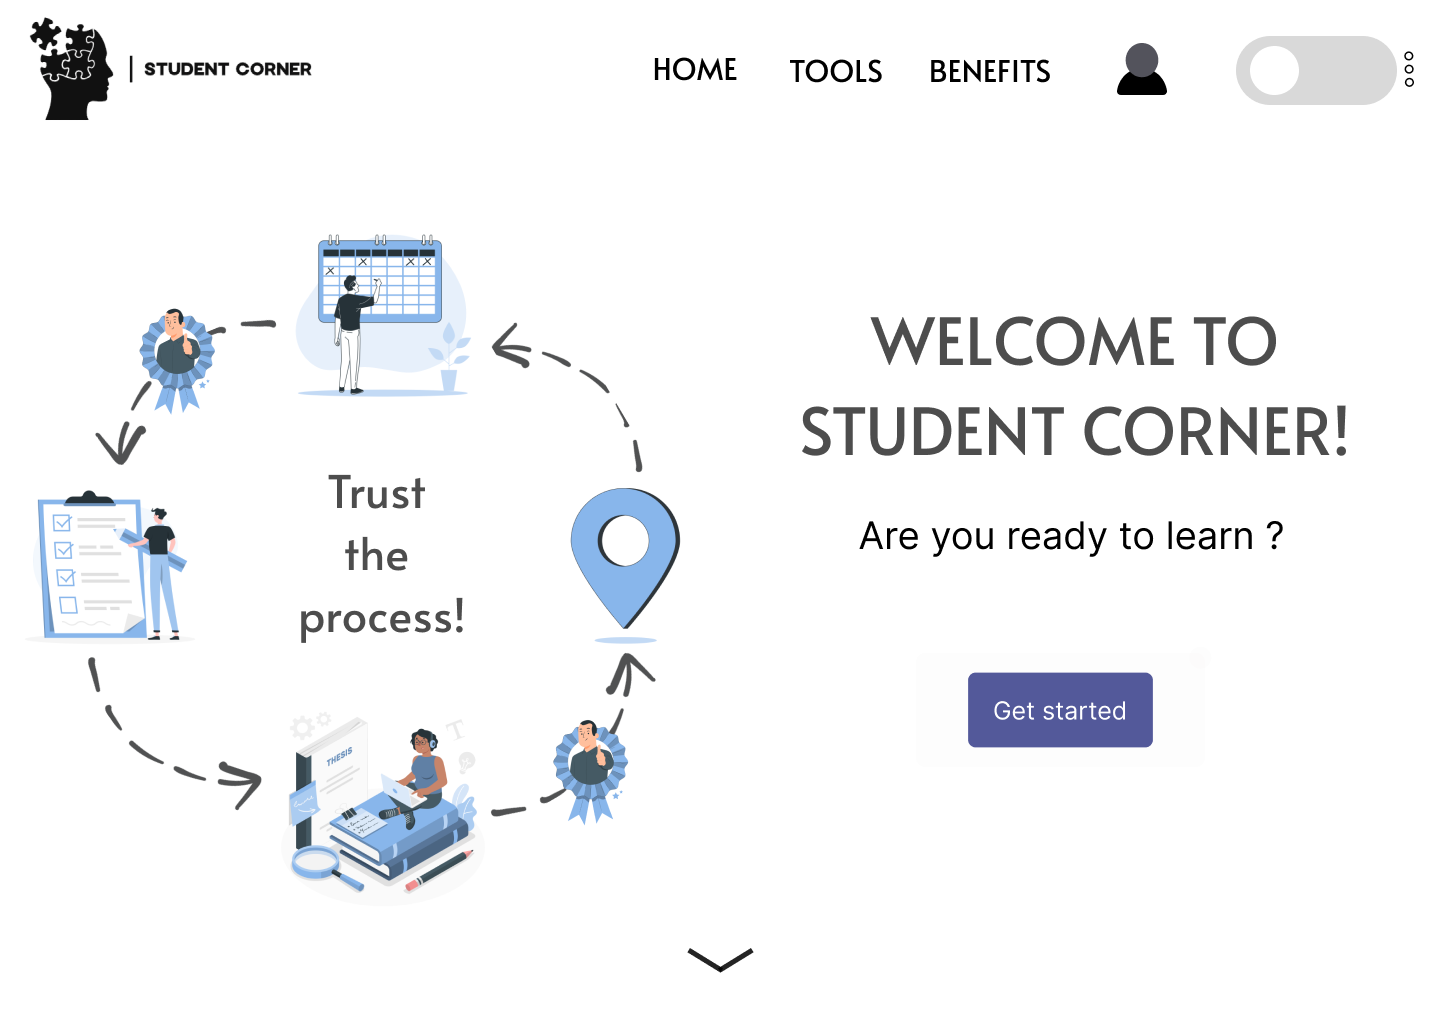 | STUDENT CORNER
HOME
TOOLS
BENEFITS
WELCOME TO
STUDENT CORNER!
Are you ready to learn ?
Get started
Trust
the
process!
THESIS
T